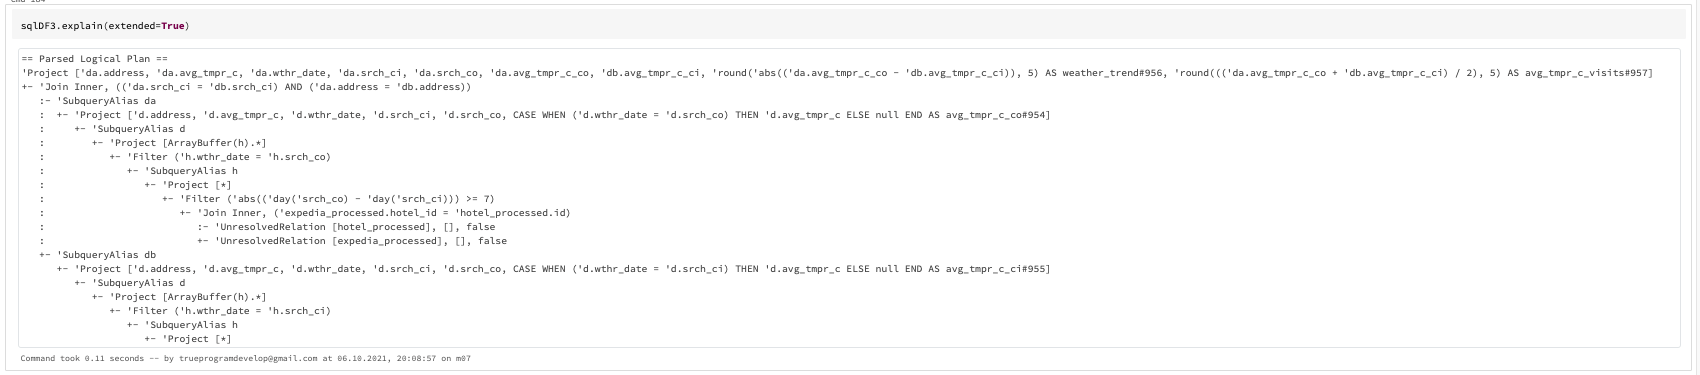 sqlDF3.explain(extended=True)
== Parsed Logical Plan ==
'Project ['da.address, 'da.avg_tmpr_c, 'da.wthr_date, 'da.srch_ci, 'da.srch_co, 'da.avg_tmpr_c_co, 'db.avg_tmpr_c_ci, 'round('abs(('da.avg_tmpr_c_co - 'db.avg_tmpr_c_ci)), 5) AS weather_trend#956, 'round((('da.avg_tmpr_c_co + 'db.avg_tmpr_c_ci) / 2), 5) AS avg_tmpr_c_visits#957]
+- 'Join Inner, (('da.srch_ci = 'db.srch_ci) AND ('da.address = 'db.address))
   :- 'SubqueryAlias da
   :  +- 'Project ['d.address, 'd.avg_tmpr_c, 'd.wthr_date, 'd.srch_ci, 'd.srch_co, CASE WHEN ('d.wthr_date = 'd.srch_co) THEN 'd.avg_tmpr_c ELSE null END AS avg_tmpr_c_co#954]
   :     +- 'SubqueryAlias d
   :        +- 'Project [ArrayBuffer(h).*]
   :           +- 'Filter ('h.wthr_date = 'h.srch_co)
   :              +- 'SubqueryAlias h
   :                 +- 'Project [*]
   :                    +- 'Filter ('abs(('day('srch_co) - 'day('srch_ci))) >= 7)
   :                       +- 'Join Inner, ('expedia_processed.hotel_id = 'hotel_processed.id)
   :                          :- 'UnresolvedRelation [hotel_processed], [], false
   :                          +- 'UnresolvedRelation [expedia_processed], [], false
   +- 'SubqueryAlias db
      +- 'Project ['d.address, 'd.avg_tmpr_c, 'd.wthr_date, 'd.srch_ci, 'd.srch_co, CASE WHEN ('d.wthr_date = 'd.srch_ci) THEN 'd.avg_tmpr_c ELSE null END AS avg_tmpr_c_ci#955]
         +- 'SubqueryAlias d
            +- 'Project [ArrayBuffer(h).*]
               +- 'Filter ('h.wthr_date = 'h.srch_ci)
                  +- 'SubqueryAlias h
                     +- 'Project [*]
Command took 0.11 seconds -- by trueprogramdevelop@gmail.com at 06.10.2021, 20:08:57 on m07